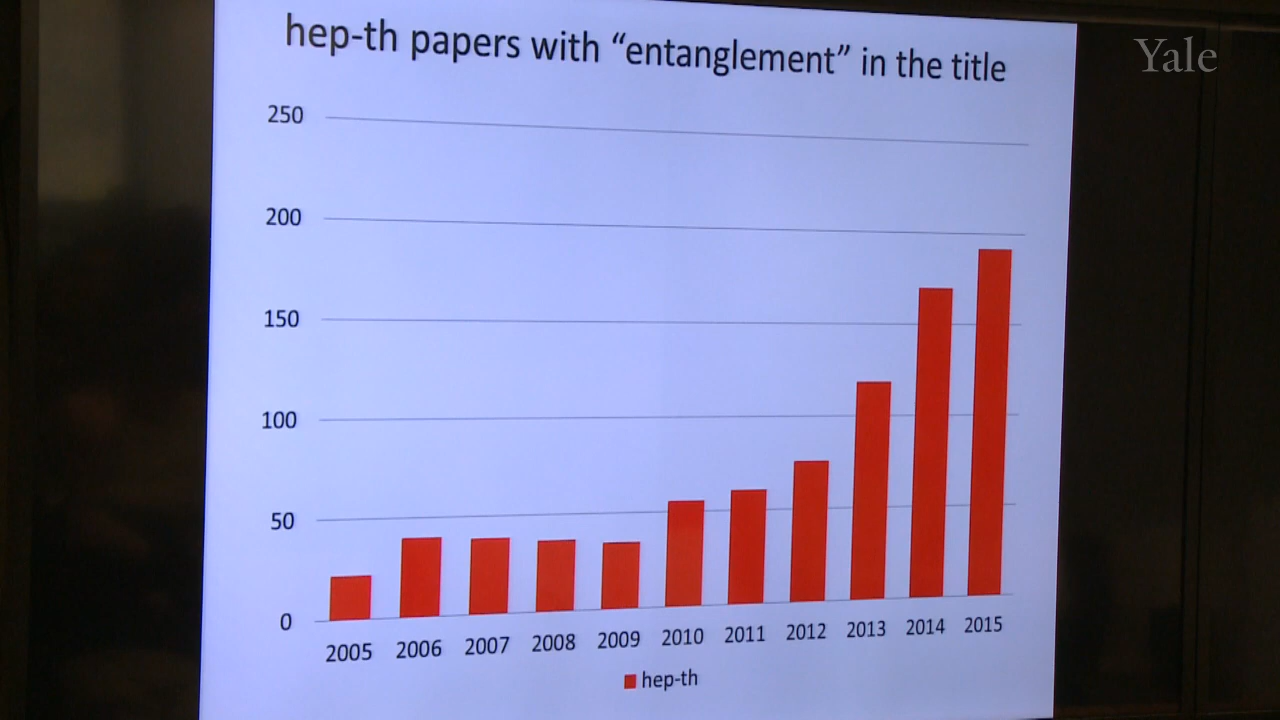 hep-th papers with “entanglement” in the title
Yale
250
200
150
100
50
0
2005 2006 2007 2008 2009 2010 2011 2012 2013 2014 2015
hep-th